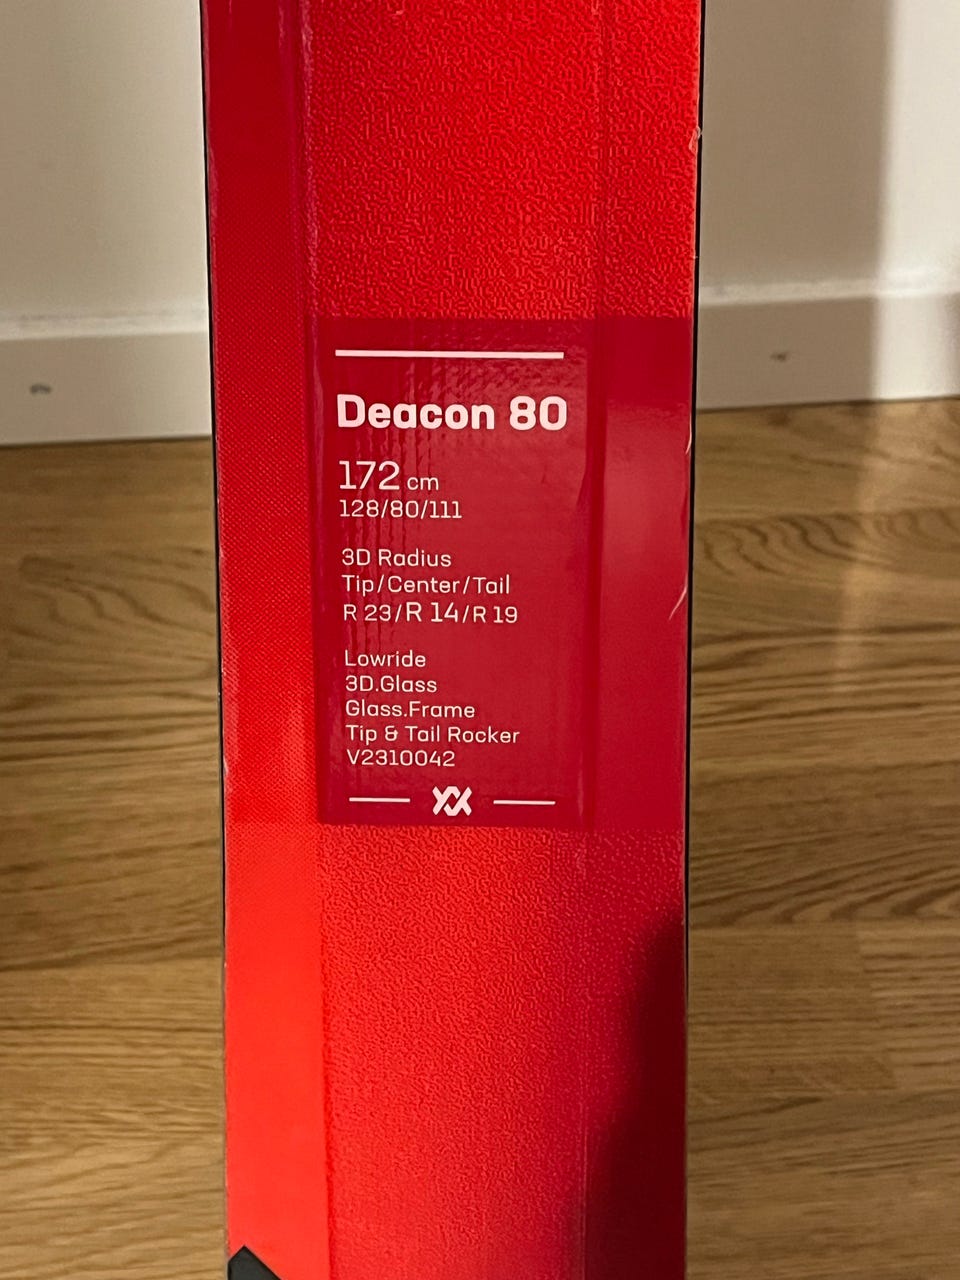 Deacon 80
172 cm
128/80/111
3D Radius
Tip/Center/Tail
R 23/R 14/R 19
Lowride
3D.Glass
Glass.Frame
Tip & Tail Rocker
V2310042